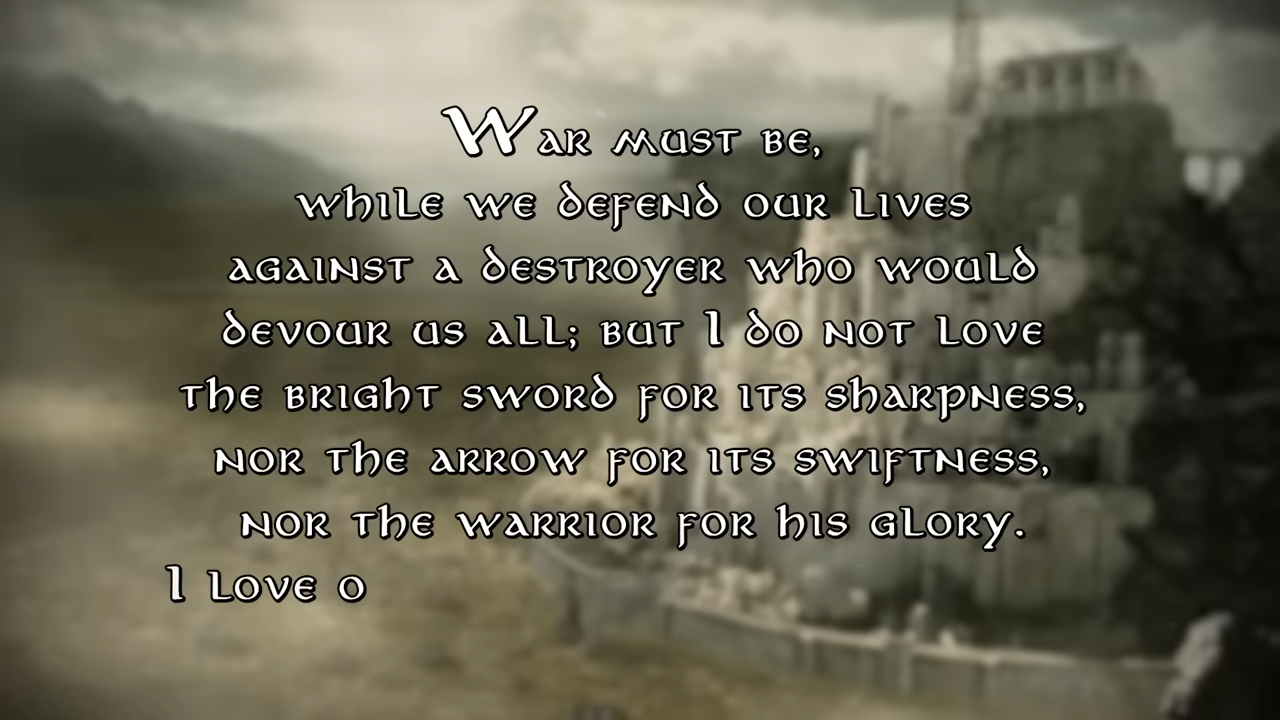 War must be,
while we defend our lives
against a destroyer who would
devour us all; but I do not love
the bright sword for its sharpness,
nor the arrow for its swiftness,
nor the warrior for his glory.
I love o